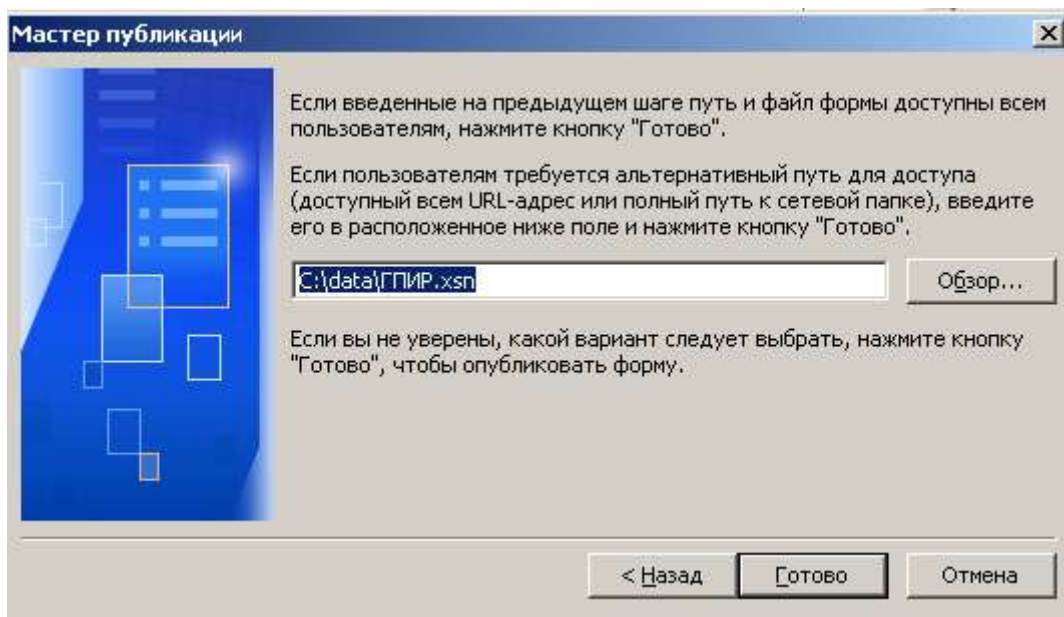 Мастер публикации
Если введенные на предыдущем шаге путь и файл формы доступны всем
пользователям, нажмите кнопку "Готово".
Если пользователям требуется альтернативный путь для доступа
(доступный всем URL-адрес или полный путь к сетевой папке), введите
его в расположенное ниже поле и нажмите кнопку "Готово".
C:\data\ГПИР.xsn
Обзор...
Если вы не уверены, какой вариант следует выбрать, нажмите кнопку
"Готово", чтобы опубликовать форму.
< Назад
Готово
Отмена